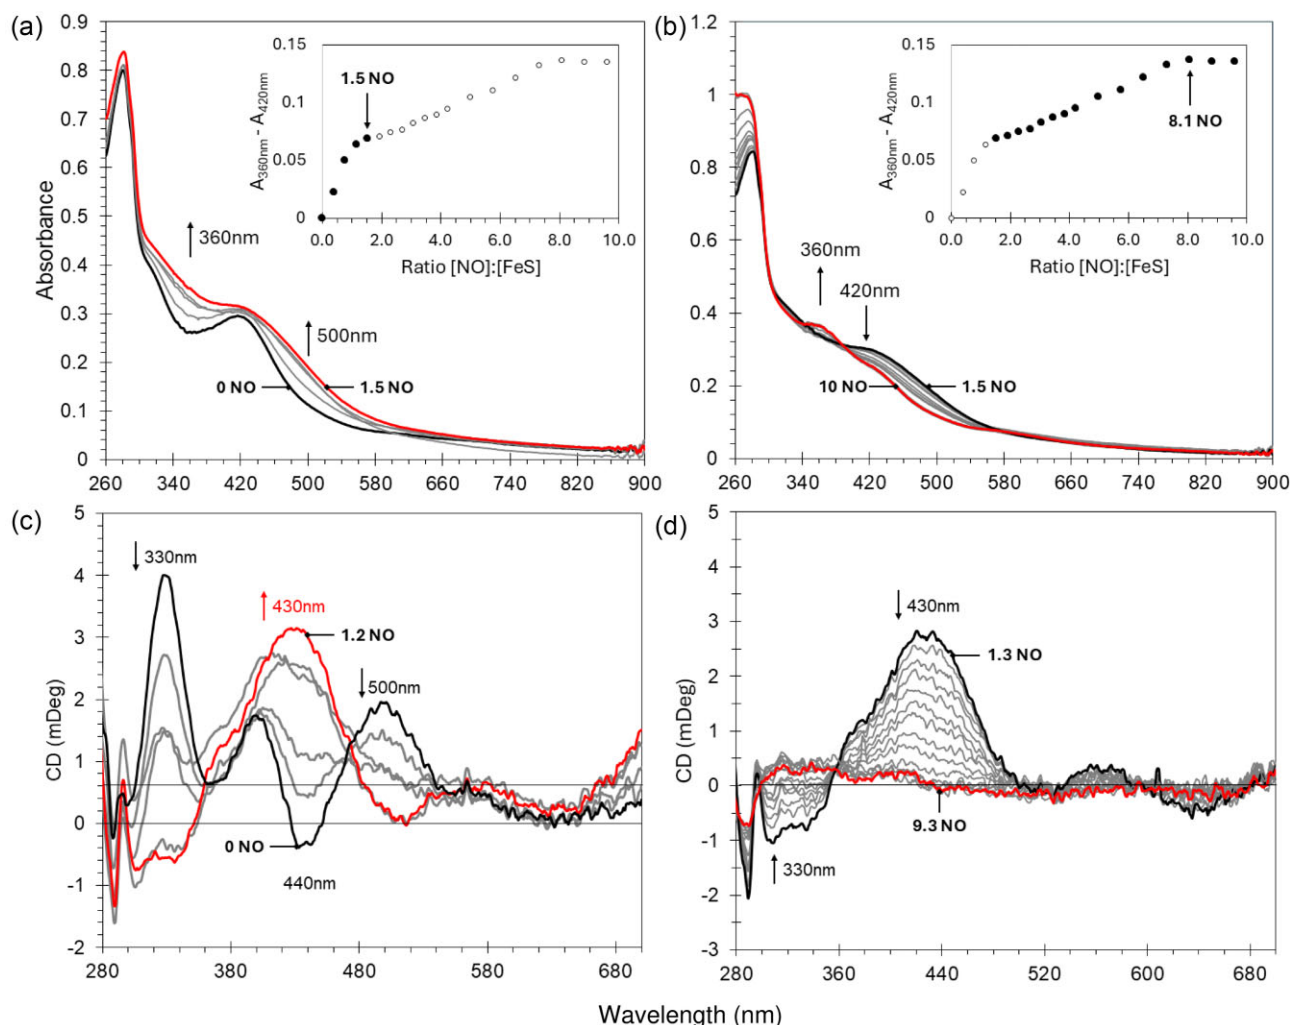 (a)
0.9
0.8
0.7
0.6
0.5
0.4
0.3
0.2
0.1
0
Absorbance
260 340 420 500 580 660 740 820 900
360nm
500nm
0 NO
1.5 NO
0.15
0.1
0.05
0
A360nm - A420nm
1.5 NO
0.0 2.0 4.0 6.0 8.0 10.0
Ratio [NO]:[FeS]
(b)
1.2
1
0.8
0.6
0.4
0.2
0
260 340 420 500 580 660 740 820 900
360nm
420nm
10 NO
1.5 NO
0.15
0.1
0.05
0
A360nm - A420nm
8.1 NO
0.0 2.0 4.0 6.0 8.0 10.0
Ratio [NO]:[FeS]
(c)
5
4
3
2
1
0
-1
-2
CD (mDeg)
280 380 480 580 680
330nm
430nm
1.2 NO
500nm
0 NO
440nm
(d)
5
4
3
2
1
0
-1
-2
-3
CD (mDeg)
280 360 440 520 600 680
430nm
1.3 NO
9.3 NO
330nm
Wavelength (nm)